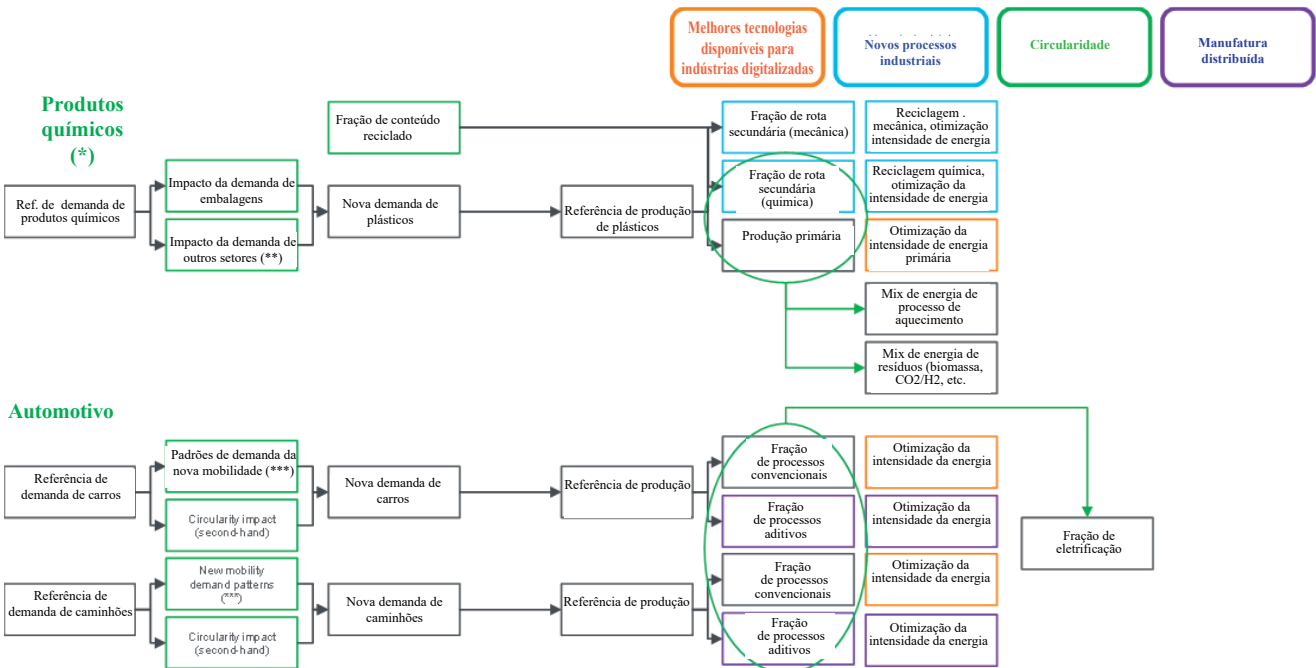 Melhores tecnologias
disponíveis para
indústrias digitalizadas
Novos processos
industriais
Circularidade
Manufatura
distribuída
Produtos
químicos
(*)
Fração de conteúdo
reciclado
Fração de rota
secundária (mecânica)
Reciclagem .
mecânica, otimização
intensidade de energia
Ref. de demanda de
produtos químicos
Impacto da demanda de
embalagens
Impacto da demanda de
outros setores (**)
Nova demanda de
plásticos
Referência de produção
de plásticos
Fração de rota
secundária
(quimica)
Reciclagem química,
otimização da
intensidade de energia
Produção primária
Otimização da
intensidade de energia
primária
Mix de energia de
processo de
aquecimento
Mix de energia de
resíduos (biomassa,
CO2/H2, etc.
Automotivo
Referência de
demanda de carros
Padrões de demanda da
nova mobilidade (***)
Circularity impact
(second-hand)
Nova demanda de
carros
Referência de produção
Fração
de processos
convencionais
Otimização da
intensidade da energia
Fração
de processos
aditivos
Otimização da
intensidade da energia
Fração de
eletrificação
Referência de
demanda de caminhões
New mobility
demand patterns
(***)
Circularity impact
(second-hand)
Nova demanda de
caminhões
Referência de produção
Fração
de processos
convencionais
Otimização da
intensidade da energia
Fração
de processos
aditivos
Otimização da
intensidade da energia